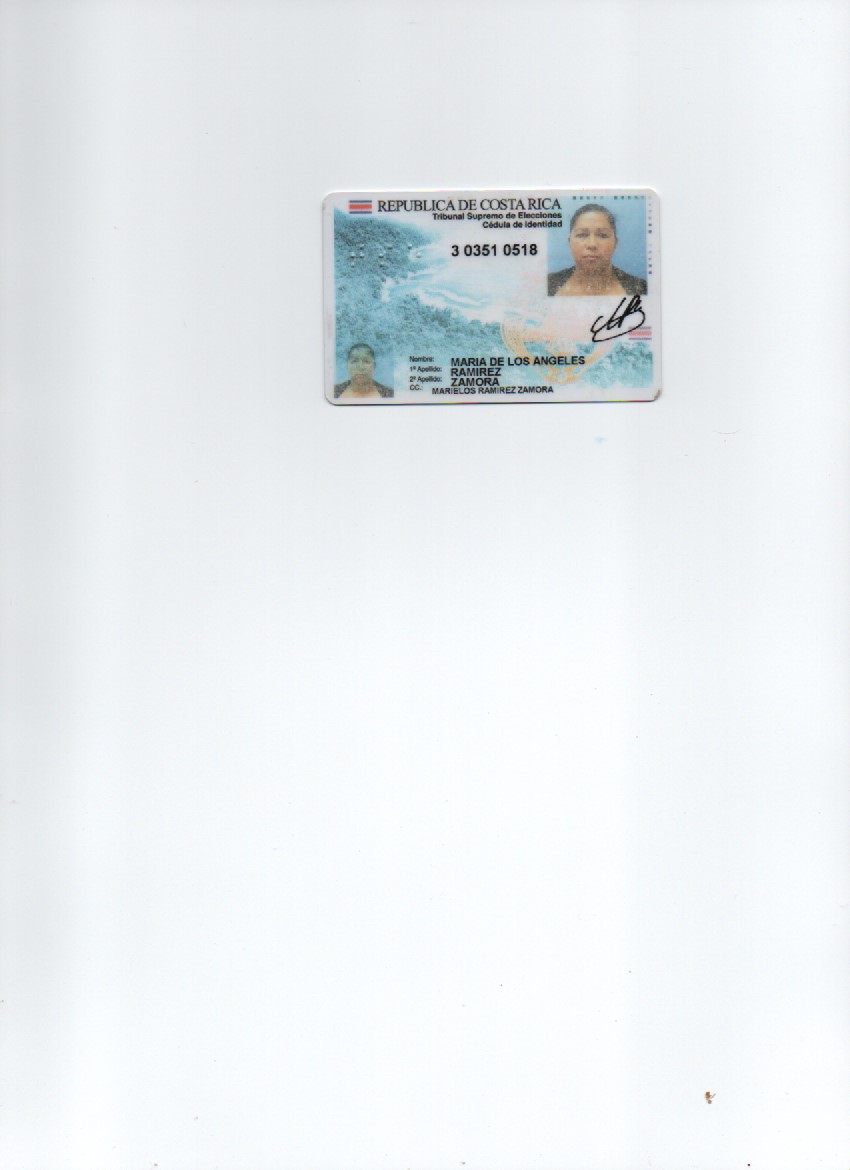 REPUBLICA DE COSTA RICA
Tribunal Supremo de Elecciones
Cédula de Identidad
3 0351 0518
Nombre: MARIA DE LOS ANGELES
1º Apellido: RAMIREZ
2º Apellido: ZAMORA
CC.: MARIELOS RAMIREZ ZAMORA